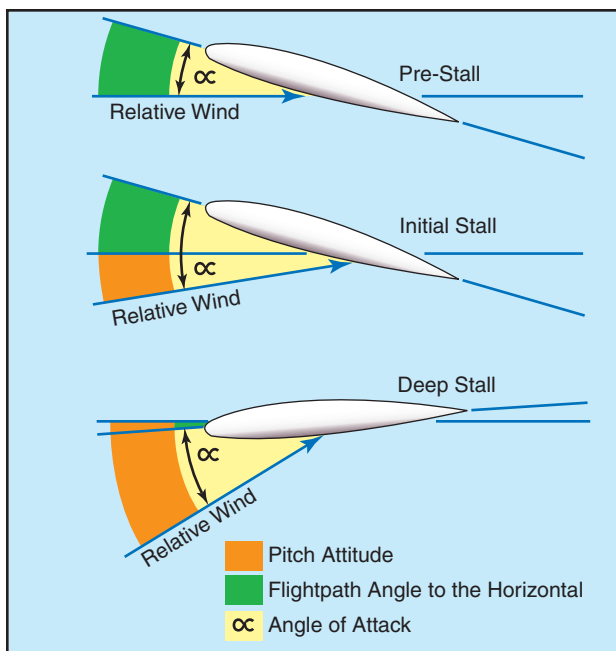 Pre-Stall
∝
Relative Wind
Initial Stall
∝
Relative Wind
Deep Stall
∝
Relative Wind
Pitch Attitude
Flightpath Angle to the Horizontal
∝ Angle of Attack